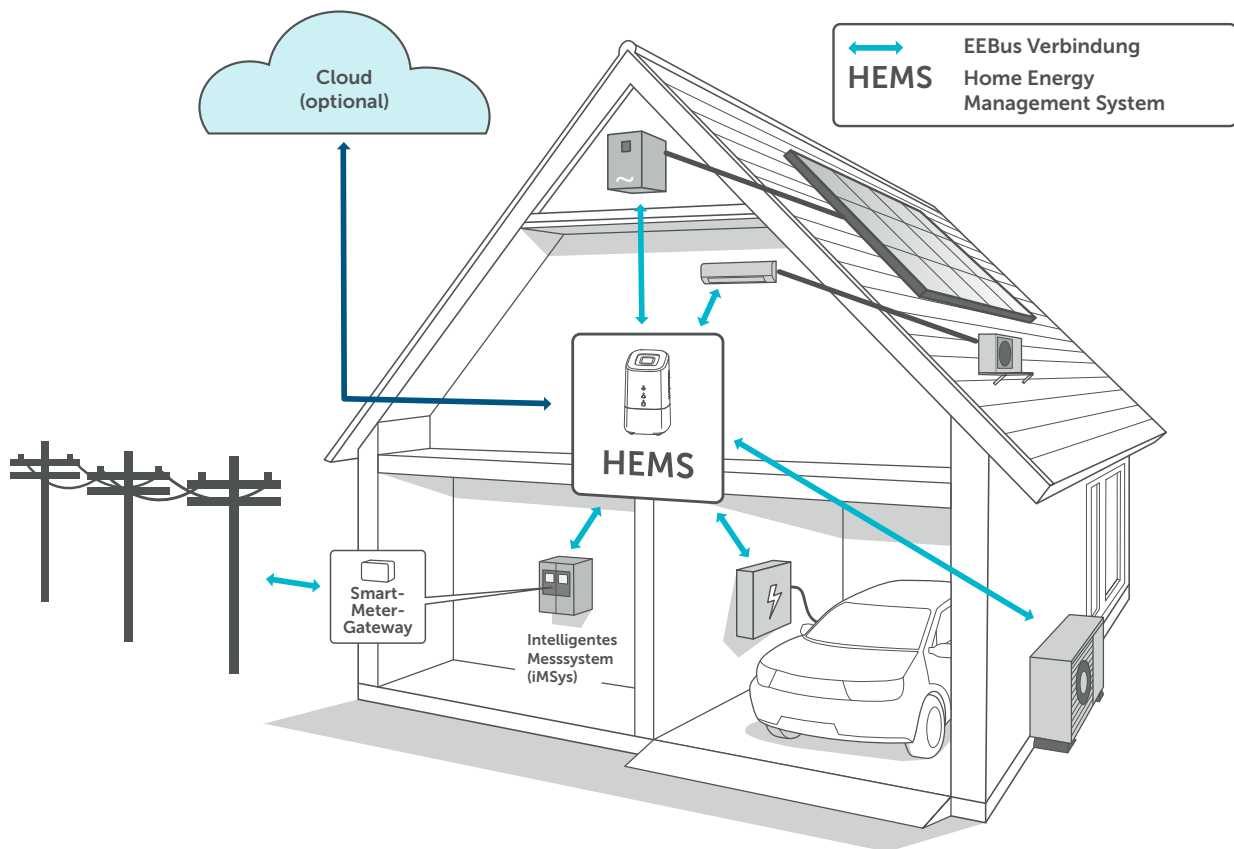 Cloud
(optional)
EEBus Verbindung
HEMS
Home Energy
Management System
HEMS
Smart-
Meter-
Gateway
Intelligentes
Messsystem
(iMSys)